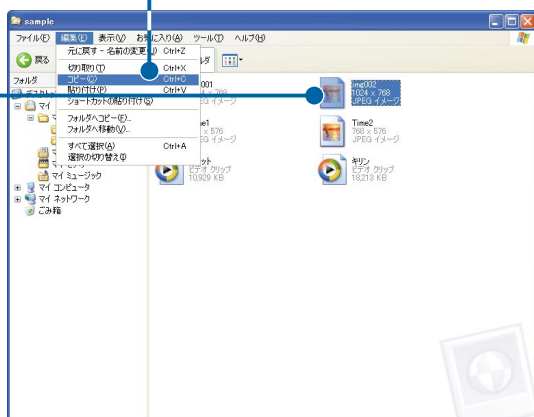 sample
ファイル(F) 編集(E) 表示(V) お気に入り(A) ツール(T) ヘルプ(H)
元に戻す - 名前の変更(U) Ctrl+Z
戻る
切り取り(T) Ctrl+X
コピー(C) Ctrl+C
貼り付け(P) Ctrl+V
ショートカットの貼り付け(S)
フォルダへコピー(F)...
フォルダへ移動(V)...
すべて選択(A) Ctrl+A
選択の切り替え(I)
フォルダ
マイ
マイ ミュージック
マイ コンピュータ
マイ ネットワーク
ごみ箱
img002
1024 x 768
JPEG イメージ
Time2
768 x 576
JPEG イメージ
ビデオ クリップ
10,929 KB
キリン
ビデオ クリップ
18,213 KB